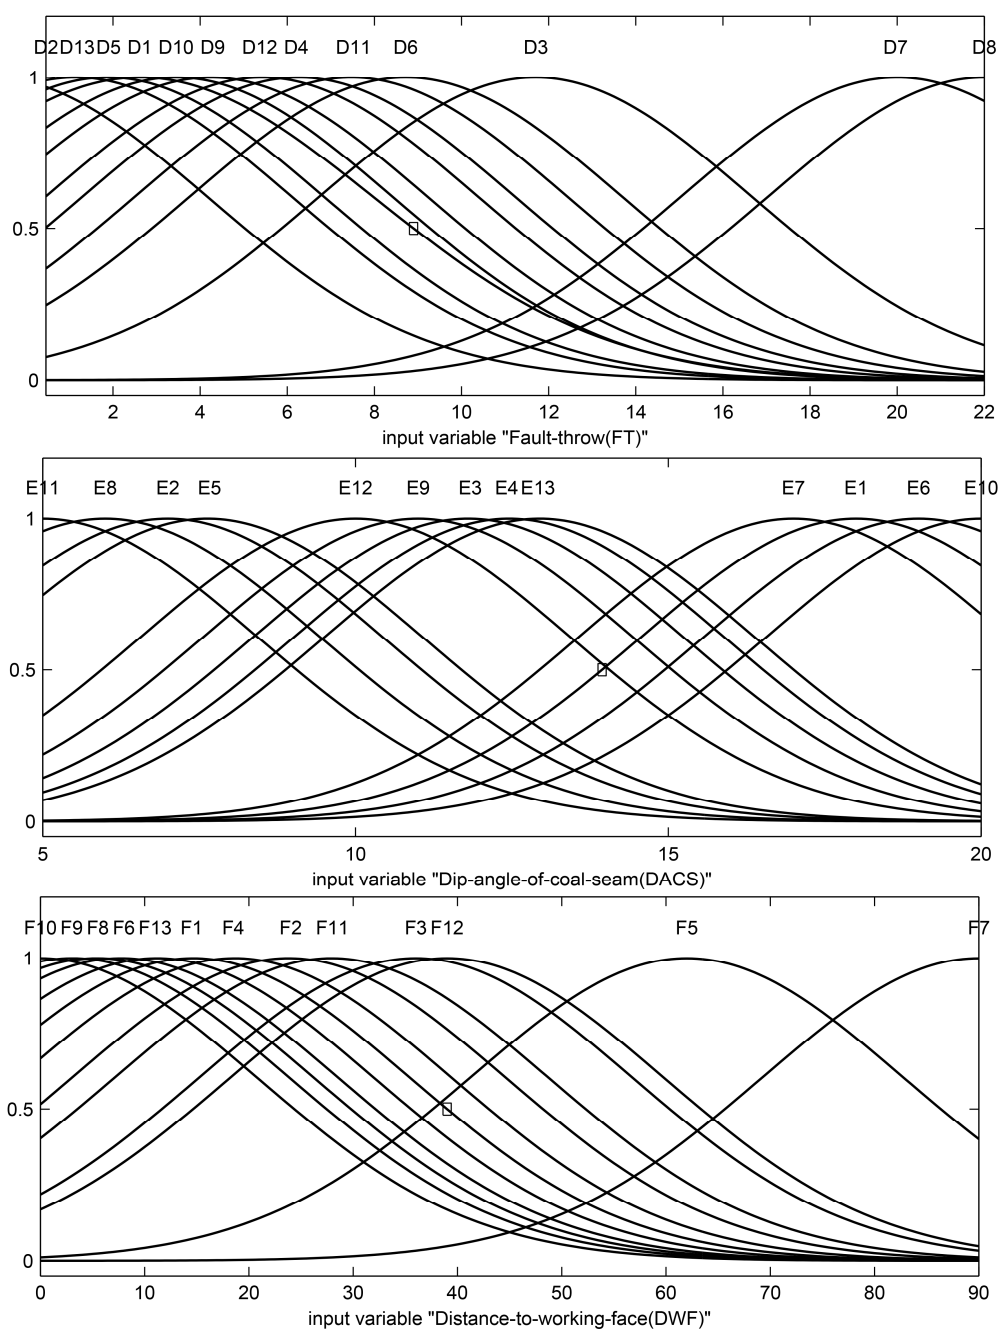 D2 D13 D5 D1 D10 D9 D12 D4 D11 D6 D3 D7 D8
1
0.5
0
2 4 6 8 10 12 14 16 18 20 22
input variable "Fault-throw(FT)"
E11 E8 E2 E5 E12 E9 E3 E4 E13 E7 E1 E6 E10
1
0.5
0
5 10 15 20
input variable "Dip-angle-of-coal-seam(DACS)"
F10 F9 F8 F6 F13 F1 F4 F2 F11 F3 F12 F5 F7
1
0.5
0
0 10 20 30 40 50 60 70 80 90
input variable "Distance-to-working-face(DWF)"